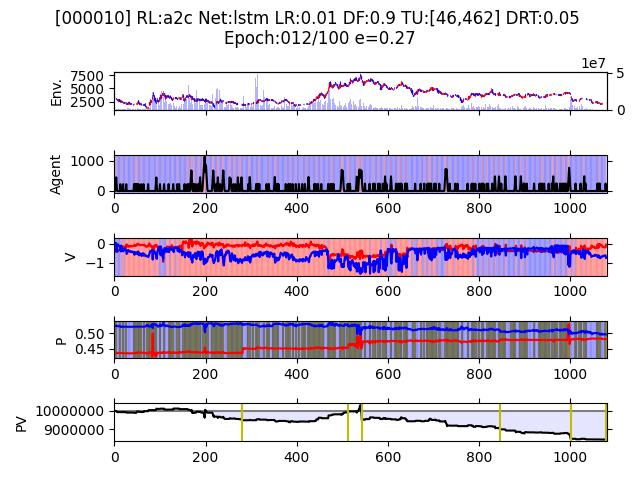 [000010] RL:a2c Net:lstm LR:0.01 DF:0.9 TU:[46,462] DRT:0.05
Epoch:012/100 e=0.27
1e7
Env.
7500
5000
2500
5
0
Agent
1000
0
0 200 400 600 800 1000
V
0
−1
0 200 400 600 800 1000
P
0.50
0.45
0 200 400 600 800 1000
PV
10000000
9000000
0 200 400 600 800 1000